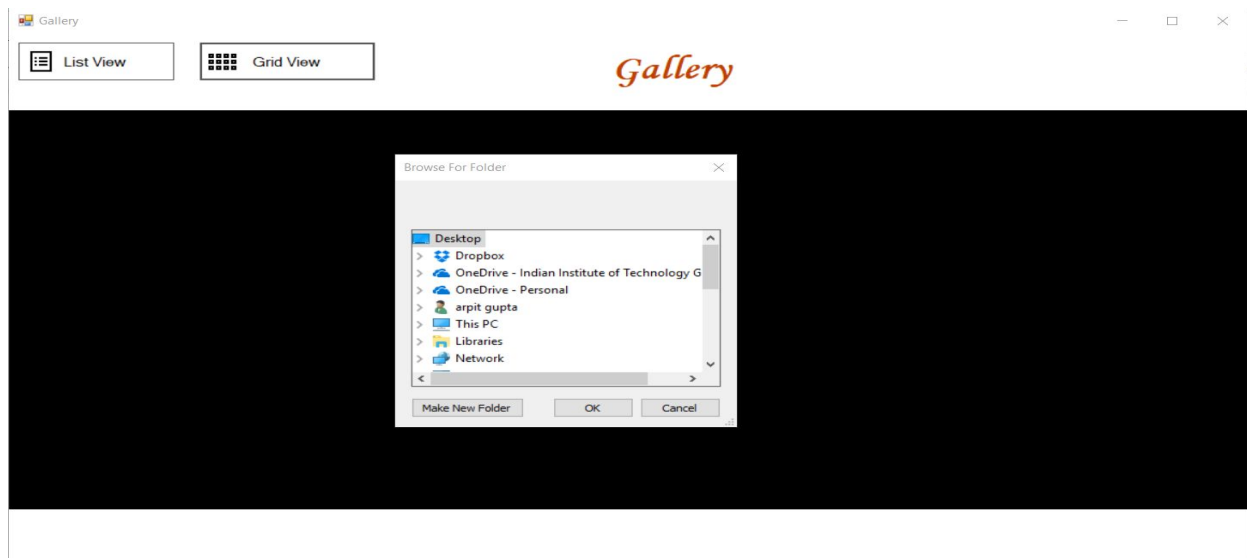 Gallery
List View
Grid View
Gallery
Browse For Folder
Desktop
Dropbox
OneDrive - Indian Institute of Technology G
OneDrive - Personal
arpit gupta
This PC
Libraries
Network
Make New Folder
OK
Cancel